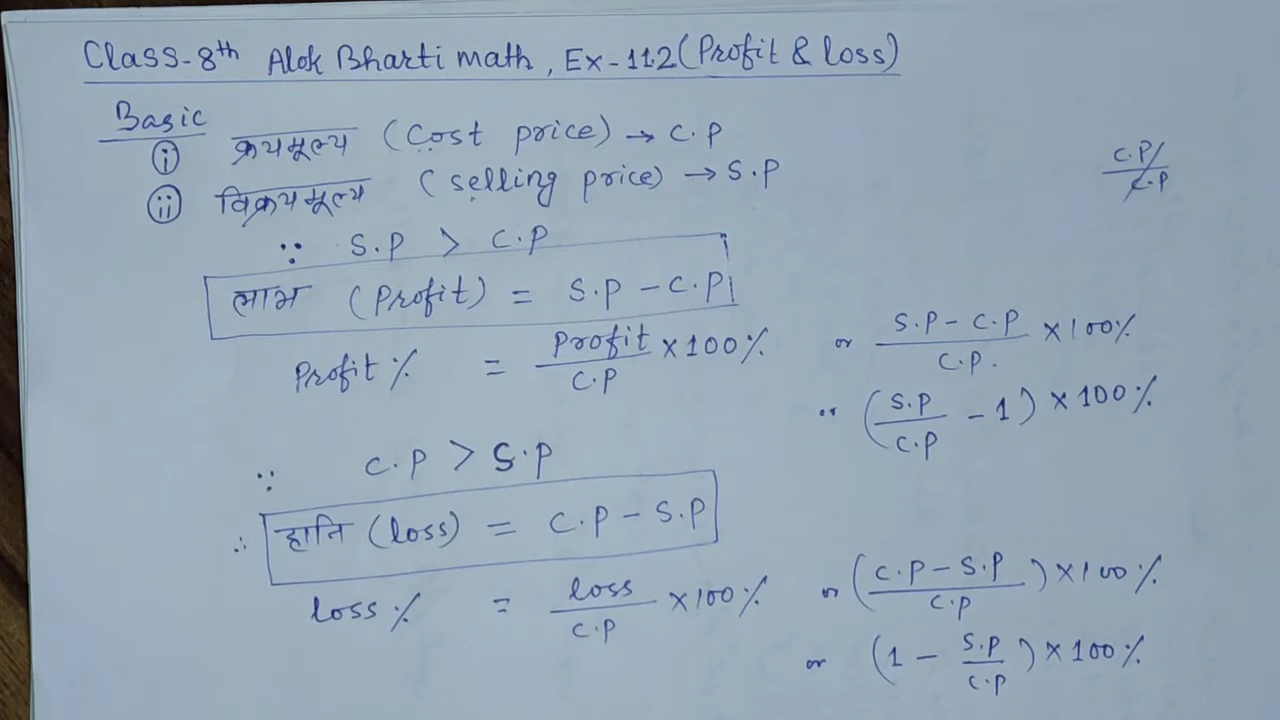 Class-8th Alok Bharti math, Ex-11.2 (Profit & loss)
Basic
(i) क्रयमूल्य (Cost price) → C.P
(ii) विक्रयमूल्य (selling price) → S.P
C.P/C.P
∵ S.P > C.P
लाभ (Profit) = S.P - C.P
Profit % = Profit/C.P × 100% or S.P - C.P/C.P. × 100%
or (S.P/C.P - 1) × 100%
∵ C.P > S.P
∴ हानि (loss) = C.P - S.P
loss % = loss/C.P × 100% or (C.P - S.P/C.P) × 100%
or (1 - S.P/C.P) × 100%